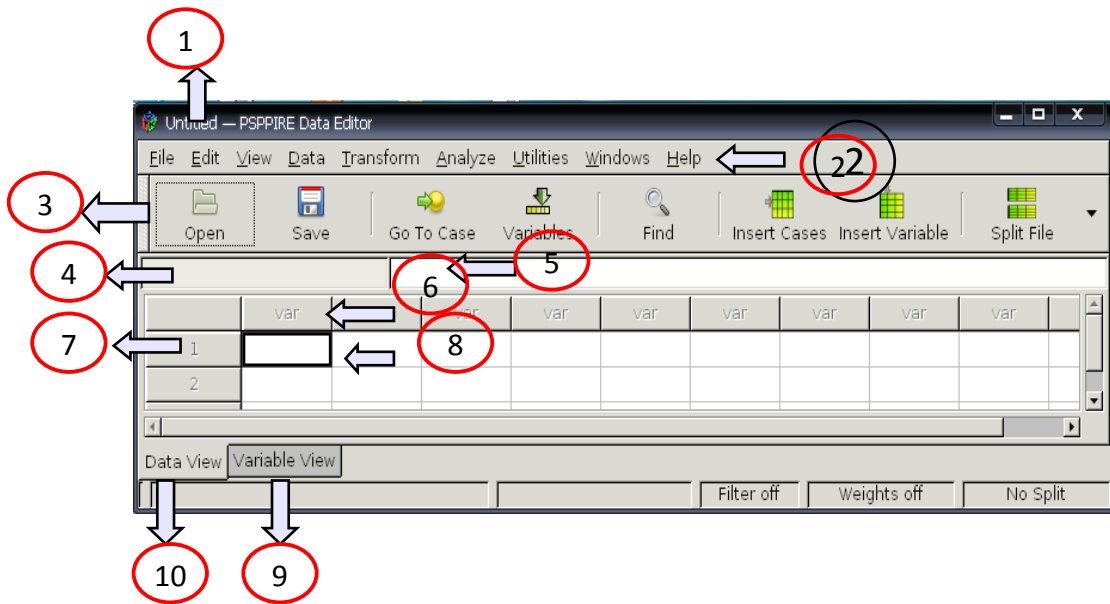 1
Untitled — PSPPIRE Data Editor
File Edit View Data Transform Analyze Utilities Windows Help
22
3
Open Save Go To Case Variables Find Insert Cases Insert Variable Split File
4
5
6
var var var var var var var var
7
1
8
2
Data View Variable View
Filter off Weights off No Split
10 9